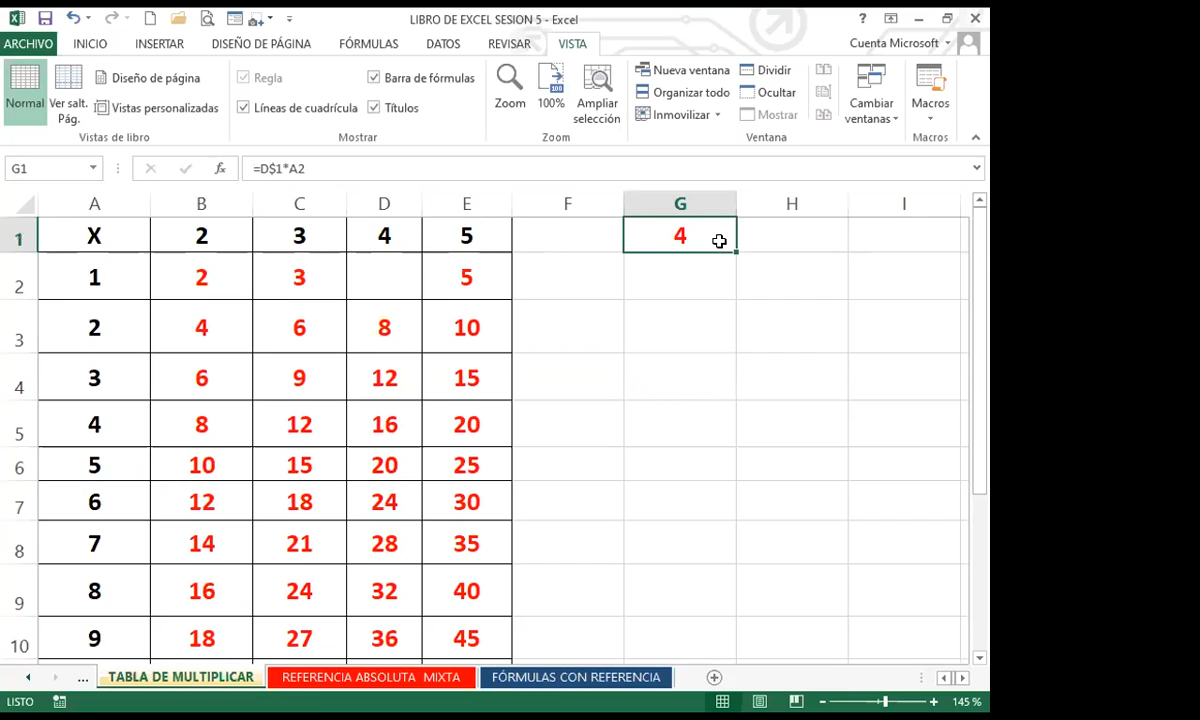 LIBRO DE EXCEL SESION 5 - Excel
ARCHIVO INICIO INSERTAR DISEÑO DE PÁGINA FÓRMULAS DATOS REVISAR VISTA Cuenta Microsoft
Normal
Ver salt. Pág.
Diseño de página
Vistas personalizadas
Vistas de libro
Regla
Barra de fórmulas
Líneas de cuadrícula
Títulos
Mostrar
Zoom
100%
Ampliar selección
Zoom
Nueva ventana
Organizar todo
Inmovilizar
Dividir
Ocultar
Mostrar
Cambiar ventanas
Ventana
Macros
Macros
G1 fx =D$1*A2
A B C D E F G H I
1 X 2 3 4 5 4
2 1 2 3 5
3 2 4 6 8 10
4 3 6 9 12 15
5 4 8 12 16 20
6 5 10 15 20 25
7 6 12 18 24 30
8 7 14 21 28 35
9 8 16 24 32 40
10 9 18 27 36 45
... TABLA DE MULTIPLICAR REFERENCIA ABSOLUTA MIXTA FÓRMULAS CON REFERENCIA
LISTO 145 %